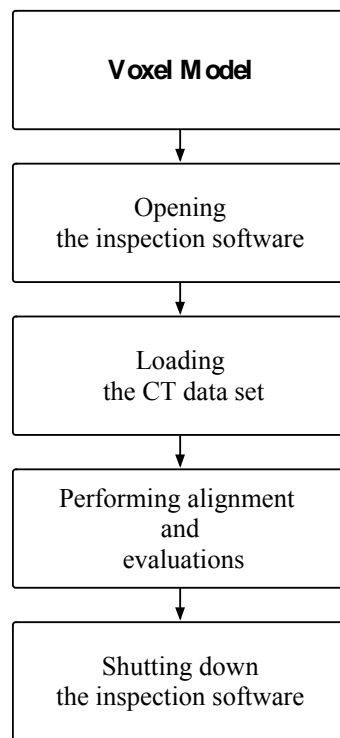 Voxel Model
Opening
the inspection software
Loading
the CT data set
Performing alignment
and
evaluations
Shutting down
the inspection software